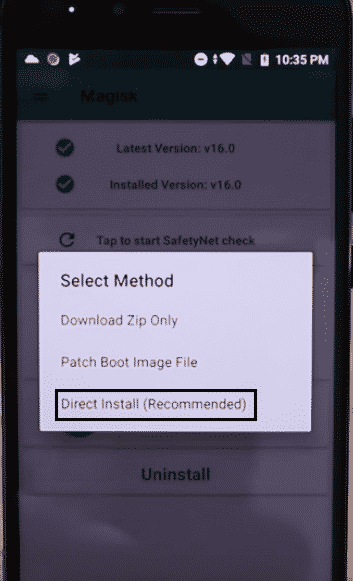 10:35 PM
Magisk
Latest Version: v16.0
Installed Version: v16.0
Tap to start SafetyNet check
Select Method
Download Zip Only
Patch Boot Image File
Direct Install (Recommended)
Uninstall